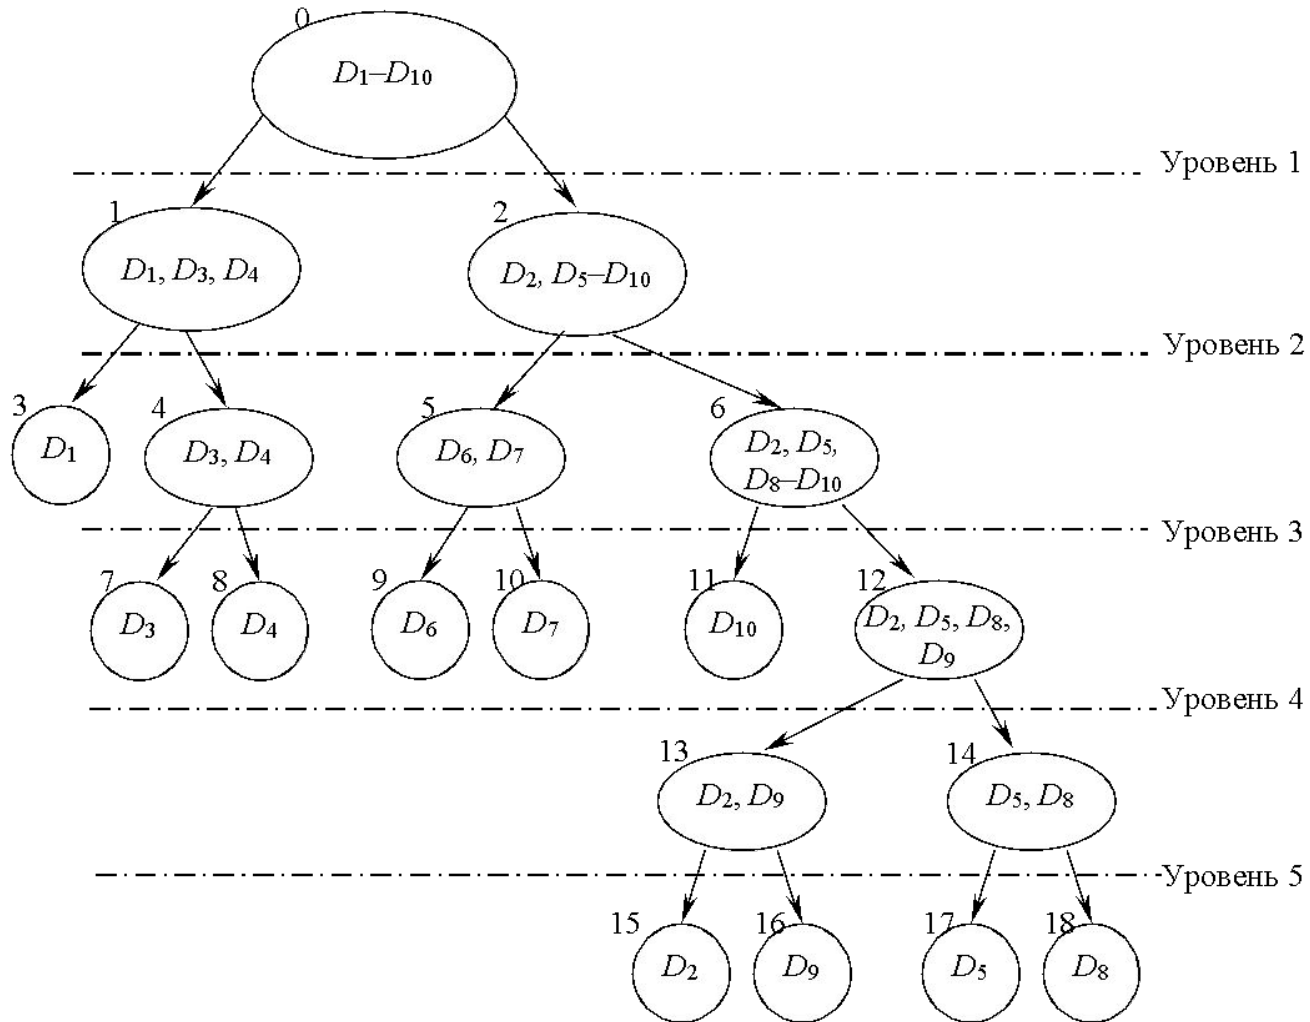 0
D₁–D₁₀
Уровень 1
1
D₁, D₃, D₄
2
D₂, D₅–D₁₀
Уровень 2
3
D₁
4
D₃, D₄
5
D₆, D₇
6
D₂, D₅,
D₈–D₁₀
Уровень 3
7
D₃
8
D₄
9
D₆
10
D₇
11
D₁₀
12
D₂, D₅, D₈,
D₉
Уровень 4
13
D₂, D₉
14
D₅, D₈
Уровень 5
15
D₂
16
D₉
17
D₅
18
D₈